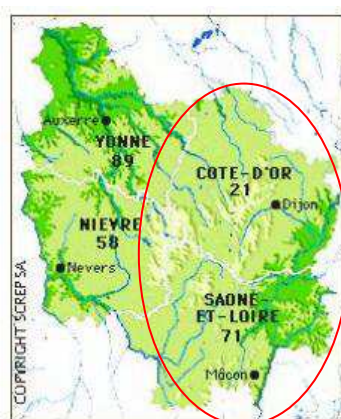 Auxerre
YONNE
89
COTE-D'OR
21
Dijon
NIEVRE
58
Nevers
SAONE-
ET-LOIRE
71
Mâcon
COPYRIGHT SCREP SA